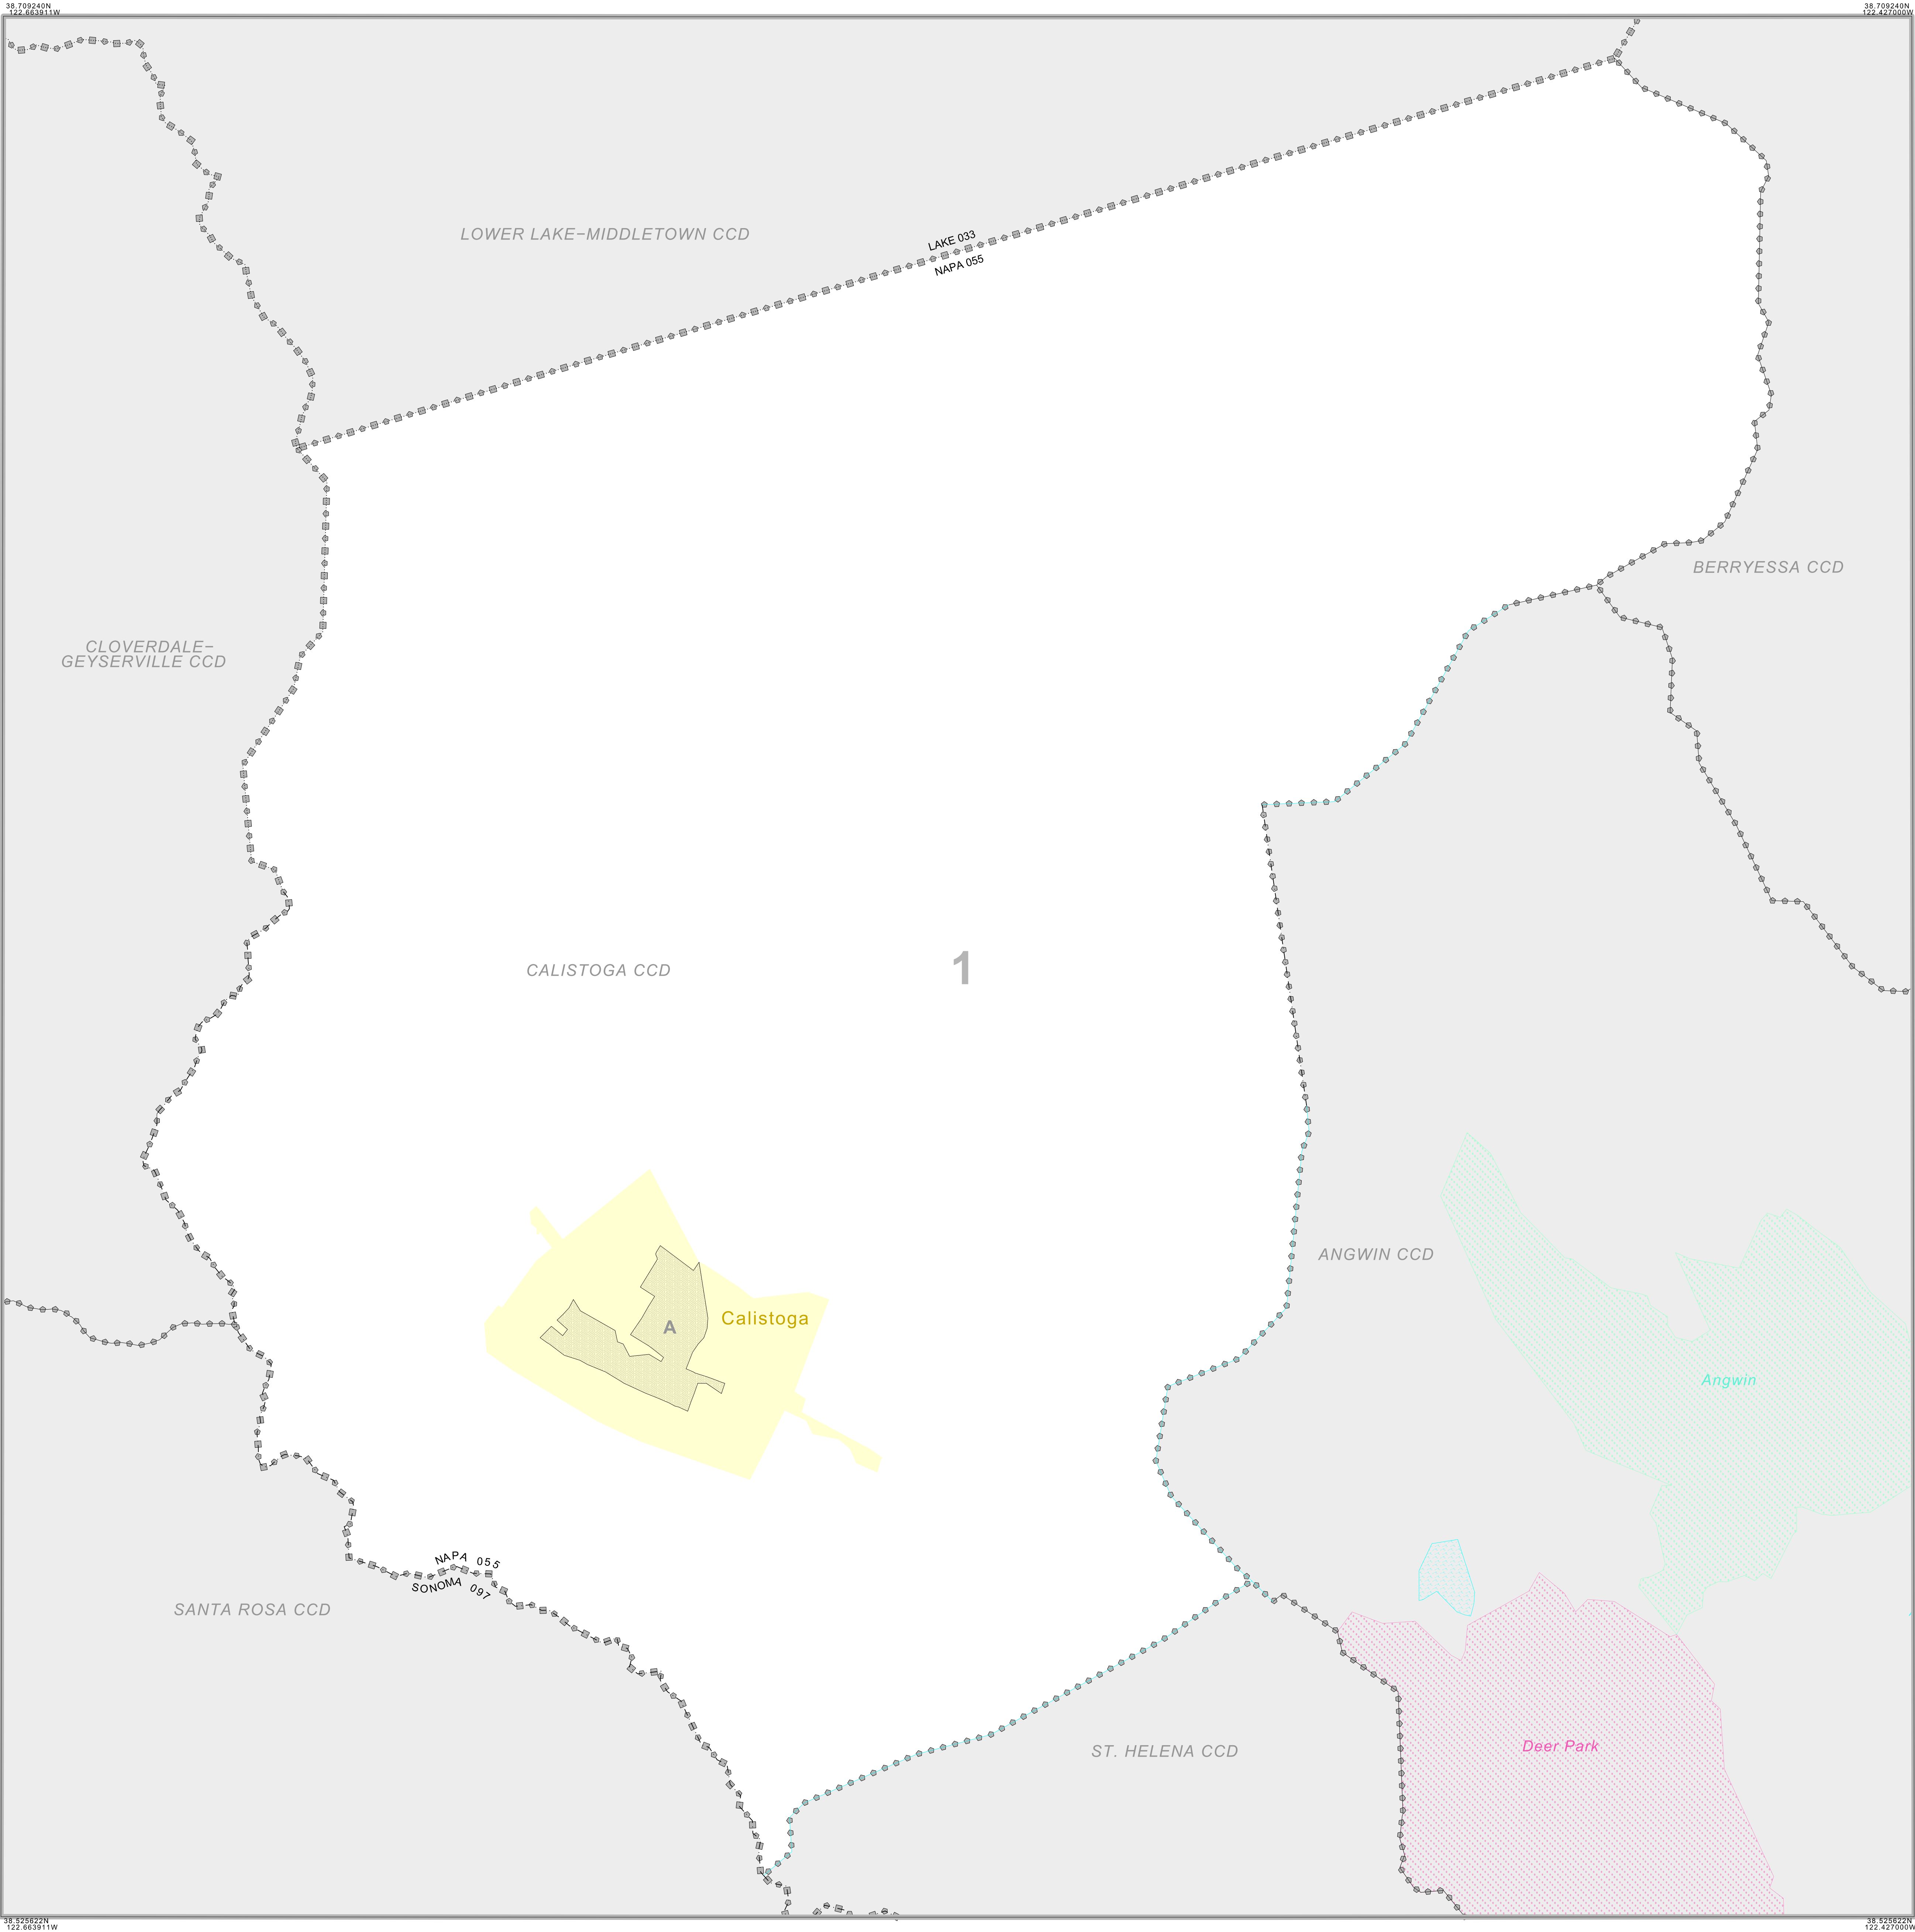 38.709240N
122.663911W
38.709240N
122.427000W
LOWER LAKE−MIDDLETOWN CCD
LAKE 033
NAPA 055
BERRYESSA CCD
CLOVERDALE−
GEYSERVILLE CCD
CALISTOGA CCD
1
ANGWIN CCD
Calistoga
A
Angwin
NAPA 055
SONOMA 097
SANTA ROSA CCD
Deer Park
ST. HELENA CCD
38.525622N
122.663911W
38.525622N
122.427000W